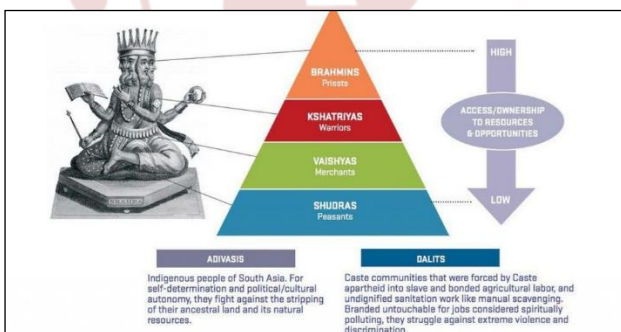 BRAHMINS
Priests
KSHATRIYAS
Warriors
VAISHYAS
Merchants
SHUDRAS
Peasants
HIGH
ACCESS/OWNERSHIP
TO RESOURCES
& OPPORTUNITIES
LOW
ADIVASIS
Indigenous people of South Asia. For
self-determination and political/cultural
autonomy, they fight against the stripping
of their ancestral land and its natural
resources.
DALITS
Caste communities that were forced by Caste
apartheid into slave and bonded agricultural labor, and
undignified sanitation work like manual scavenging.
Branded untouchable for jobs considered spiritually
polluting, they struggle against extreme violence and
discrimination.